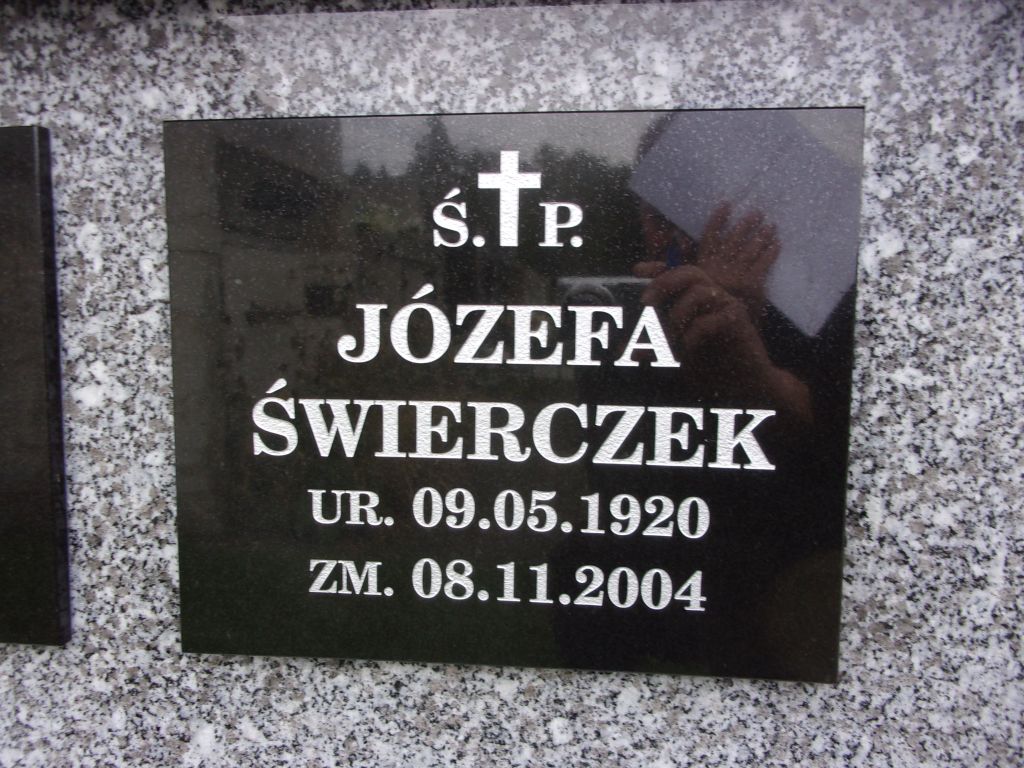 Ś. P.
JÓZEFA
ŚWIERCZEK
UR. 09.05.1920
ZM. 08.11.2004